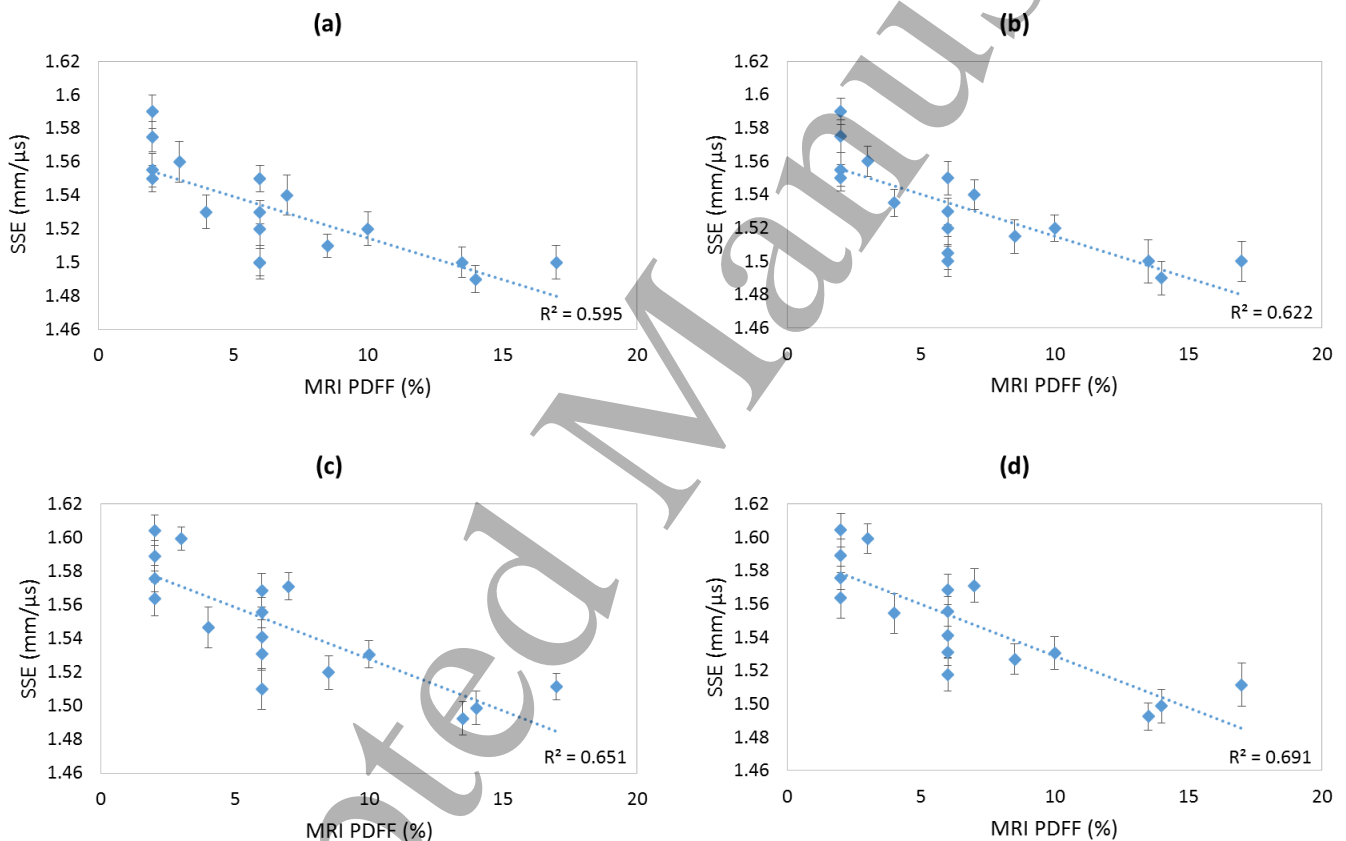 (a)
1.62
1.6
1.58
1.56
1.54
1.52
1.5
1.48
1.46
SSE (mm/µs)
R² = 0.595
0 5 10 15 20
MRI PDFF (%)
(b)
1.62
1.6
1.58
1.56
1.54
1.52
1.5
1.48
1.46
SSE (mm/µs)
R² = 0.622
0 5 10 15 20
MRI PDFF (%)
(c)
1.62
1.60
1.58
1.56
1.54
1.52
1.50
1.48
1.46
SSE (mm/µs)
R² = 0.651
0 5 10 15 20
MRI PDFF (%)
(d)
1.62
1.60
1.58
1.56
1.54
1.52
1.50
1.48
1.46
SSE (mm/µs)
R² = 0.691
0 5 10 15 20
MRI PDFF (%)
pted Manus